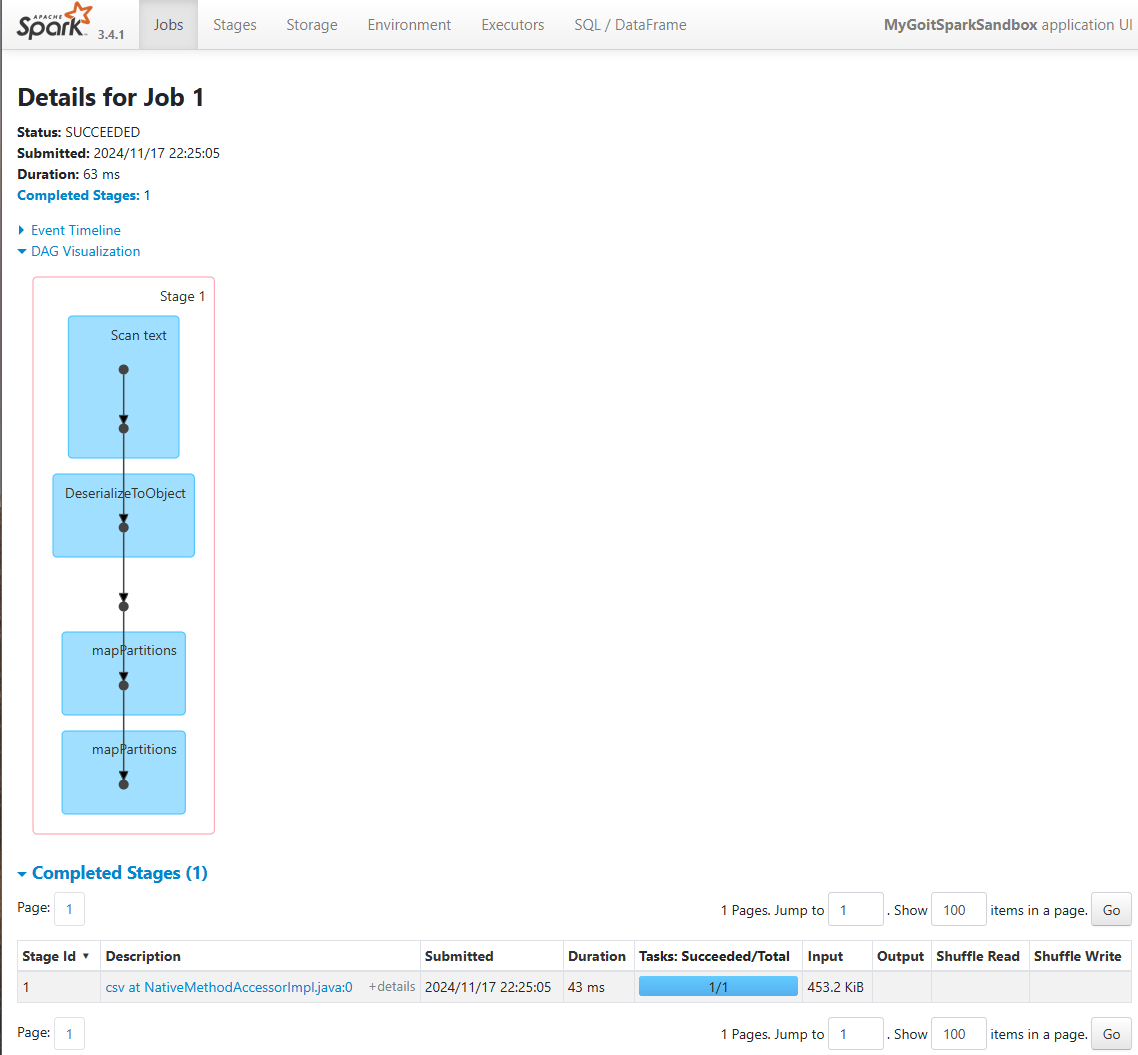 APACHE
Spark 3.4.1 Jobs Stages Storage Environment Executors SQL / DataFrame MyGoitSparkSandbox application UI
Details for Job 1
Status: SUCCEEDED
Submitted: 2024/11/17 22:25:05
Duration: 63 ms
Completed Stages: 1
Event Timeline
DAG Visualization
Stage 1
Scan text
DeserializeToObject
mapPartitions
mapPartitions
Completed Stages (1)
Page: 1 1 Pages. Jump to 1 . Show 100 items in a page. Go
Stage Id Description Submitted Duration Tasks: Succeeded/Total Input Output Shuffle Read Shuffle Write
1 csv at NativeMethodAccessorImpl.java:0 +details 2024/11/17 22:25:05 43 ms 1/1 453.2 KiB
Page: 1 1 Pages. Jump to 1 . Show 100 items in a page. Go